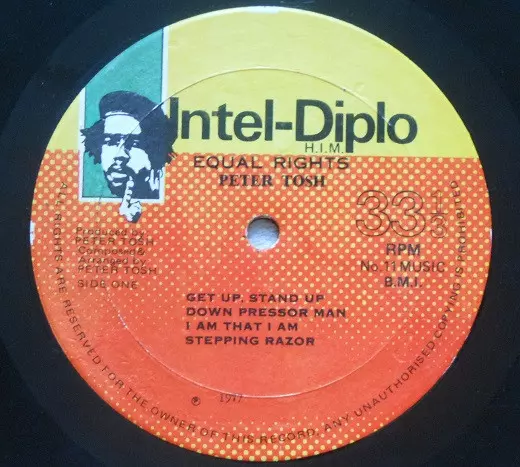 Intel-Diplo
H.I.M.
EQUAL RIGHTS
PETER TOSH
33 1/3
RPM
No. 11 MUSIC
B.M.I.
Produced by
PETER TOSH
Composed &
Arranged by
PETER TOSH
SIDE ONE
GET UP, STAND UP
DOWN PRESSOR MAN
I AM THAT I AM
STEPPING RAZOR
℗ 1977
ALL RIGHTS ARE RESERVED FOR THE OWNER OF THIS RECORD, ANY UNAUTHORISED COPYING IS PROHIBITED